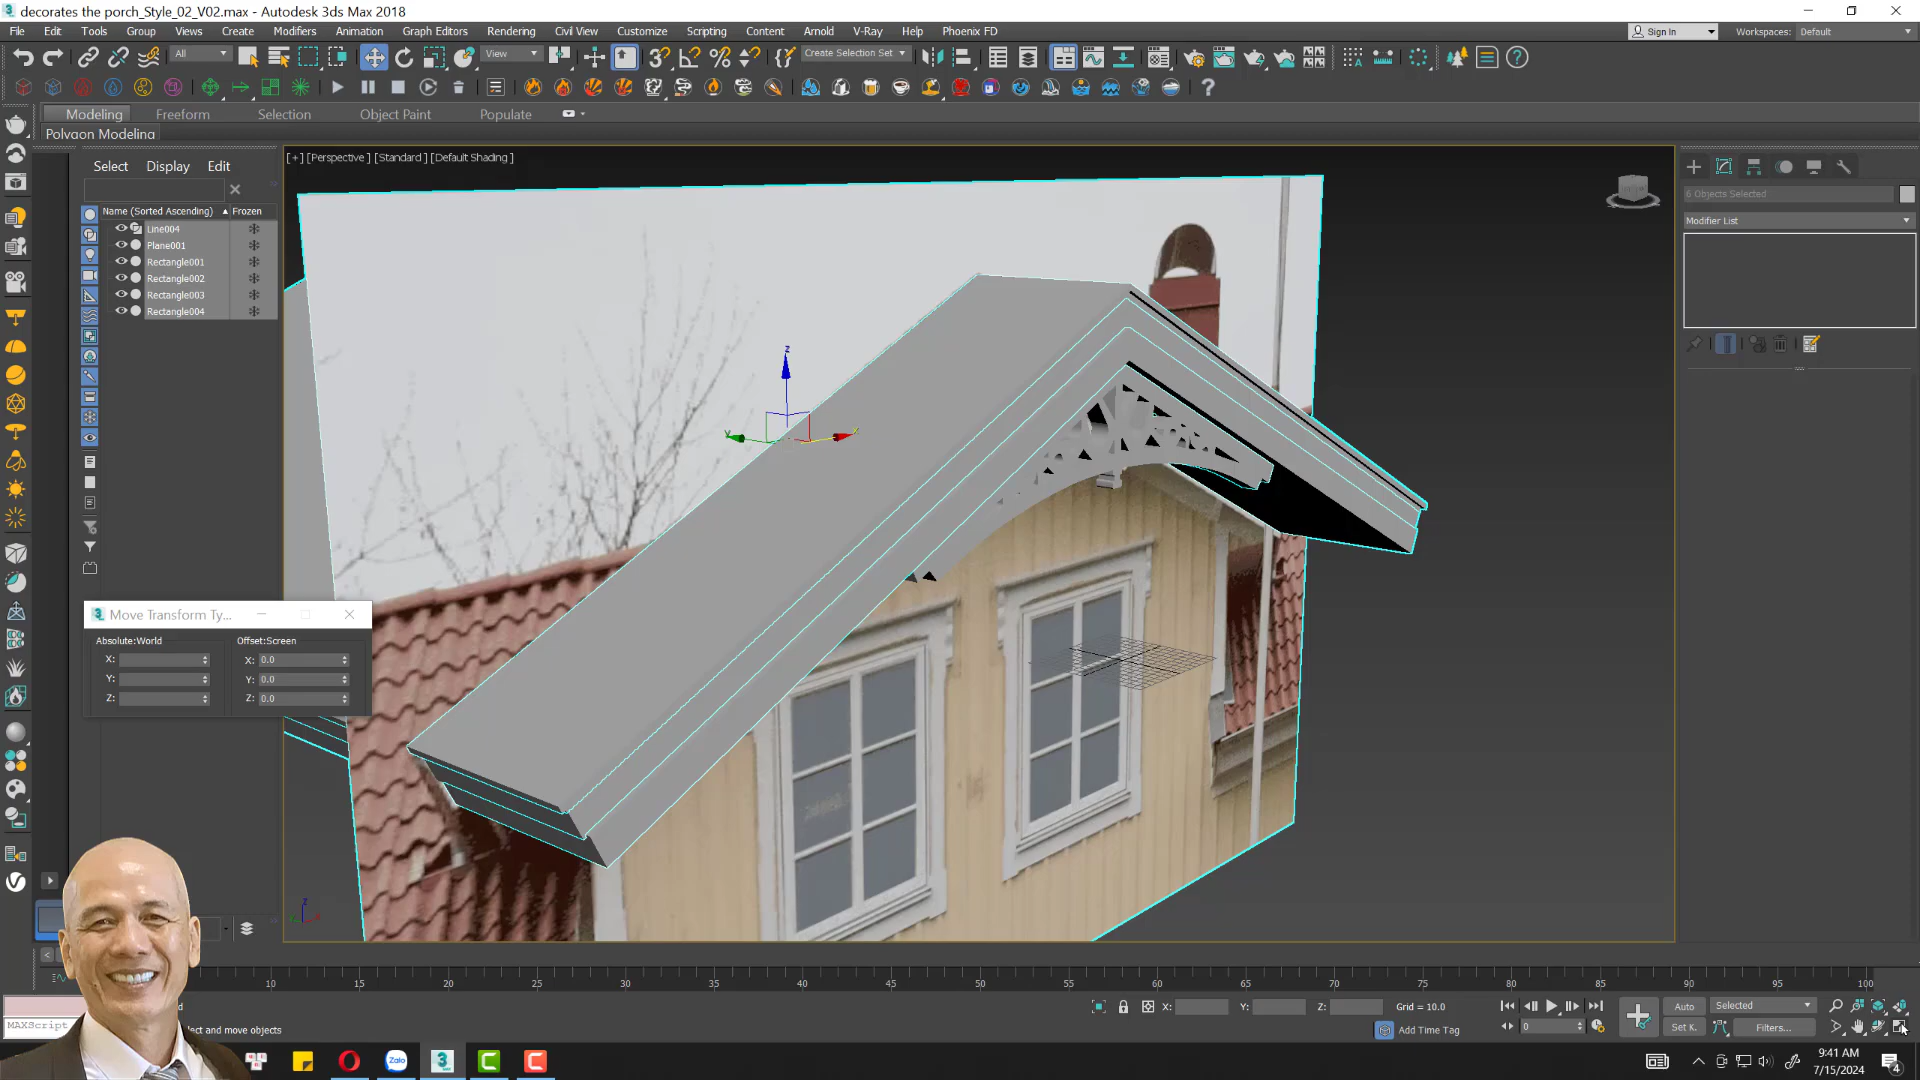 decorates the porch_Style_02_V02.max - Autodesk 3ds Max 2018
File Edit Tools Group Views Create Modifiers Animation Graph Editors Rendering Civil View Customize Scripting Content Arnold V-Ray Help Phoenix FD
Sign In
Workspaces: Default
All
View
Create Selection Set
Modeling Freeform Selection Object Paint Populate
Polygon Modeling
Select Display Edit
[+] [Perspective ] [Standard ] [Default Shading ]
Name (Sorted Ascending) Frozen
Line004
Plane001
Rectangle001
Rectangle002
Rectangle003
Rectangle004
6 Objects Selected
Modifier List
Move Transform Ty...
Absolute:World Offset:Screen
X: X: 0.0
Y: Y: 0.0
Z: Z: 0.0
z
y
x
z
10 15 20 25 30 35 40 45 50 55 60 65 70 75 80 85 90 95 100
X: Y: Z: Grid = 10.0
Auto Selected
MAXScript
lect and move objects
Add Time Tag
0
Set K. Filters...
Zalo
3
9:41 AM
7/15/2024
4